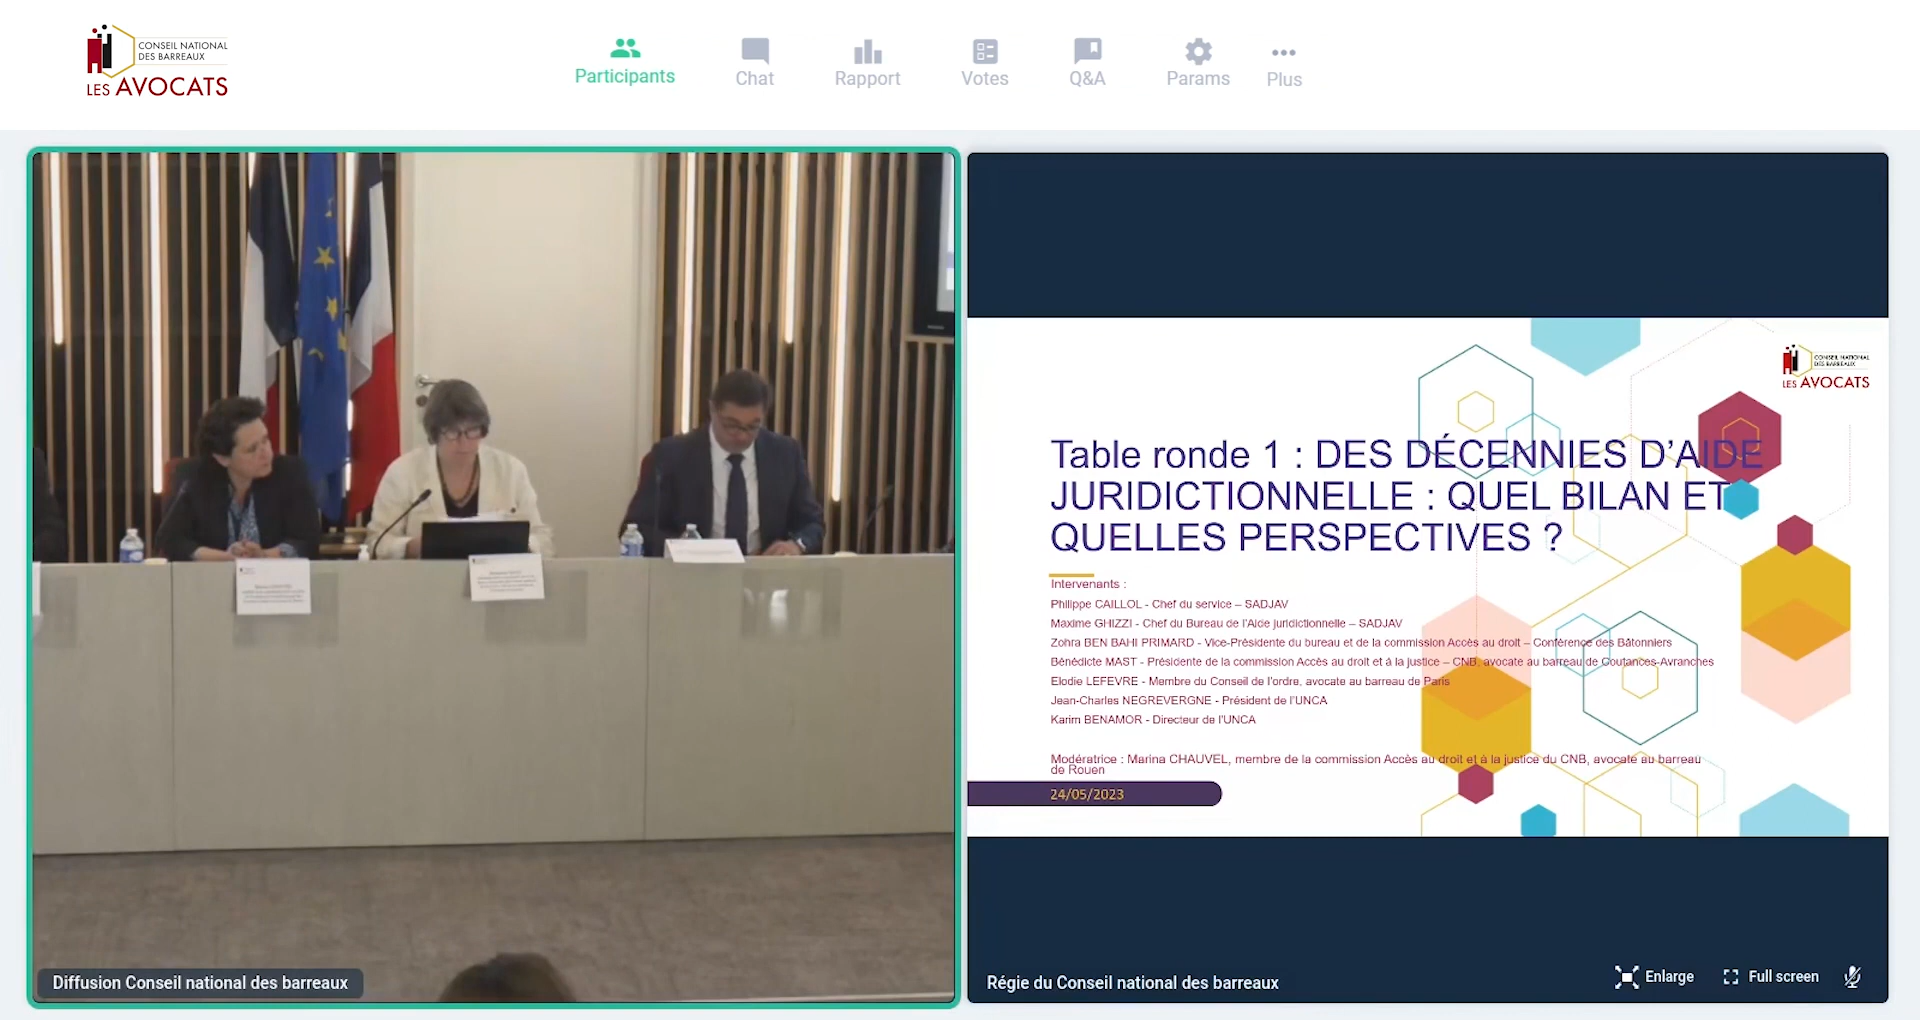 CONSEIL NATIONAL
DES BARREAUX
LES AVOCATS
Participants
Chat
Rapport
Votes
Q&A
Params
Plus
CONSEIL NATIONAL
DES BARREAUX
LES AVOCATS
Table ronde 1 : DES DÉCENNIES D'AIDE
JURIDICTIONNELLE : QUEL BILAN ET
QUELLES PERSPECTIVES ?
Intervenants :
Philippe CAILLOL - Chef du service – SADJAV
Maxime GHIZZI - Chef du Bureau de l'Aide juridictionnelle – SADJAV
Zohra BEN BAHI PRIMARD - Vice-Présidente du bureau et de la commission Accès au droit – Conférence des Bâtonniers
Bénédicte MAST - Présidente de la commission Accès au droit et à la justice – CNB, avocate au barreau de Coutances-Avranches
Elodie LEFEVRE - Membre du Conseil de l'ordre, avocate au barreau de Paris
Jean-Charles NEGREVERGNE - Président de l'UNCA
Karim BENAMOR - Directeur de l'UNCA
Modératrice : Marina CHAUVEL, membre de la commission Accès au droit et à la justice du CNB, avocate au barreau
de Rouen
24/05/2023
Diffusion Conseil national des barreaux
Régie du Conseil national des barreaux
Enlarge
Full screen